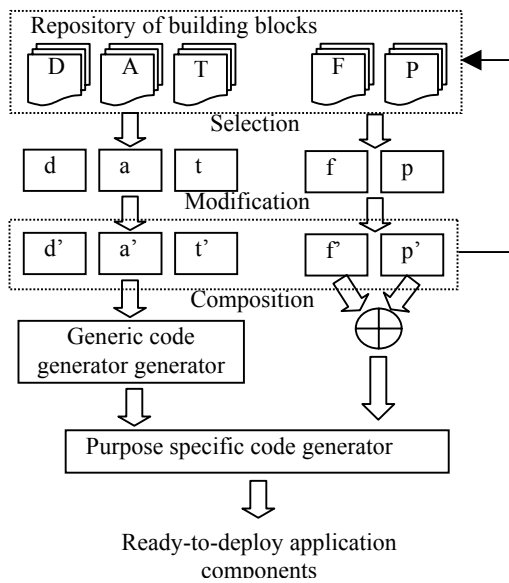 Repository of building blocks
D A T F P
Selection
d a t f p
Modification
d’ a’ t’ f’ p’
Composition
Generic code
generator generator
Purpose specific code generator
Ready-to-deploy application
components